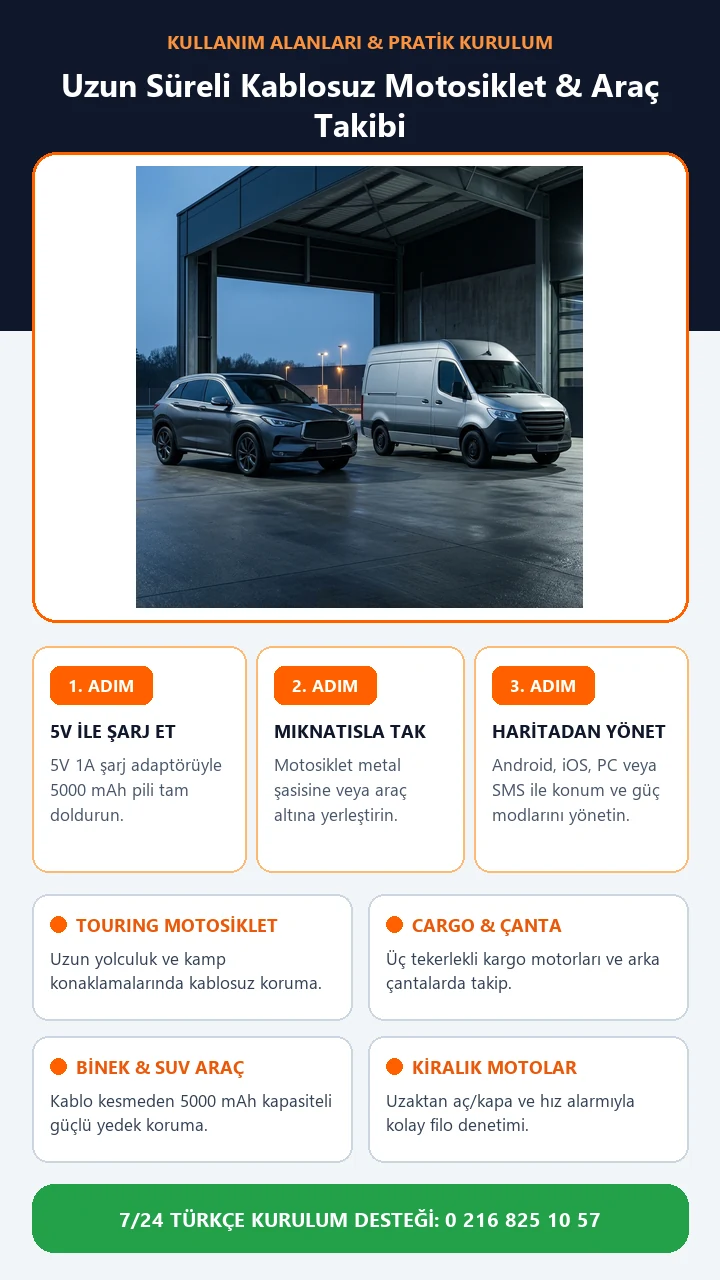 KULLANIM ALANLARI & PRATİK KURULUM
Uzun Süreli Kablosuz Motosiklet & Araç
Takibi
1. ADIM
5V İLE ŞARJ ET
5V 1A şarj adaptörüyle
5000 mAh pili tam
doldurun.
2. ADIM
MIKNATISLA TAK
Motosiklet metal
şasisine veya araç
altına yerleştirin.
3. ADIM
HARİTADAN YÖNET
Android, iOS, PC veya
SMS ile konum ve güç
modlarını yönetin.
TOURING MOTOSİKLET
Uzun yolculuk ve kamp
konaklamalarında kablosuz koruma.
CARGO & ÇANTA
Üç tekerlekli kargo motorları ve arka
çantalarda takip.
BİNEK & SUV ARAÇ
Kablo kesmeden 5000 mAh kapasiteli
güçlü yedek koruma.
KİRALIK MOTOLAR
Uzaktan aç/kapa ve hız alarmıyla
kolay filo denetimi.
7/24 TÜRKÇE KURULUM DESTEĞİ: 0 216 825 10 57